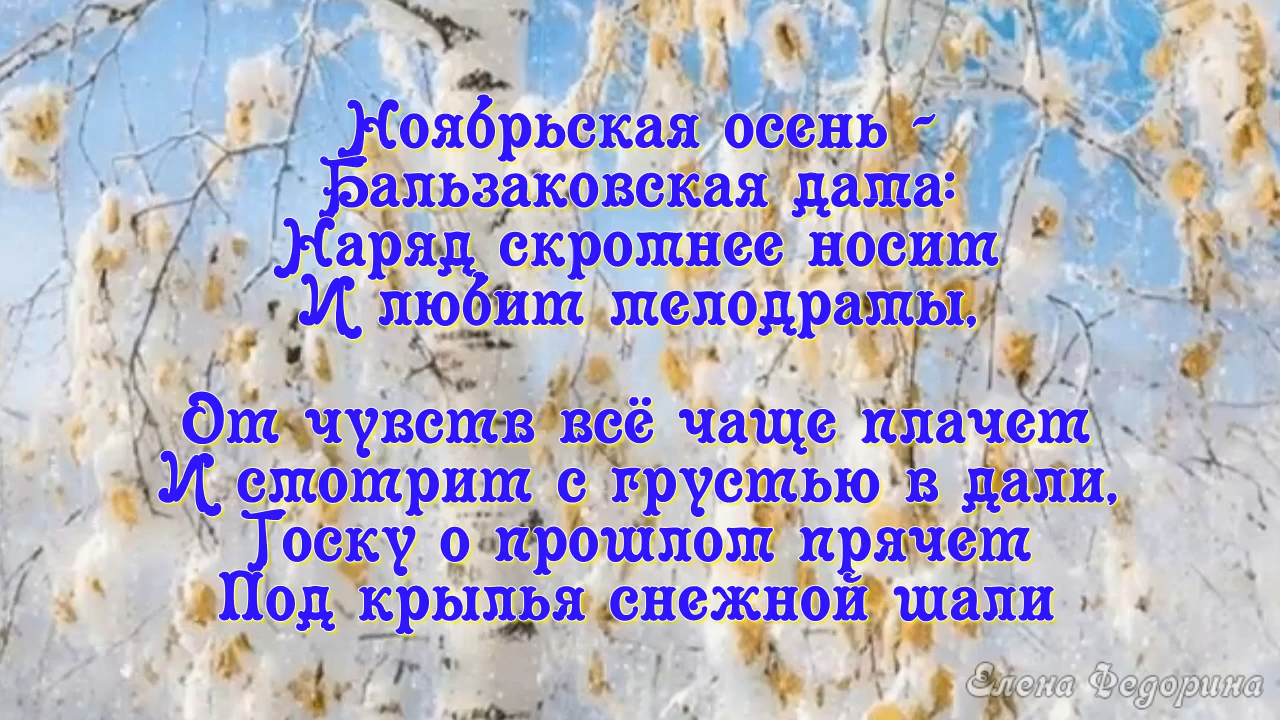 Ноябрьская осень -
Бальзаковская дата:
Наряд скромнее носит
И любит мелодрамы,
От чувств всё чаще плачет
И смотрит с грустью в дали,
Тоску о прошлом прячет
Под крылья снежной шали
Елена Федорина